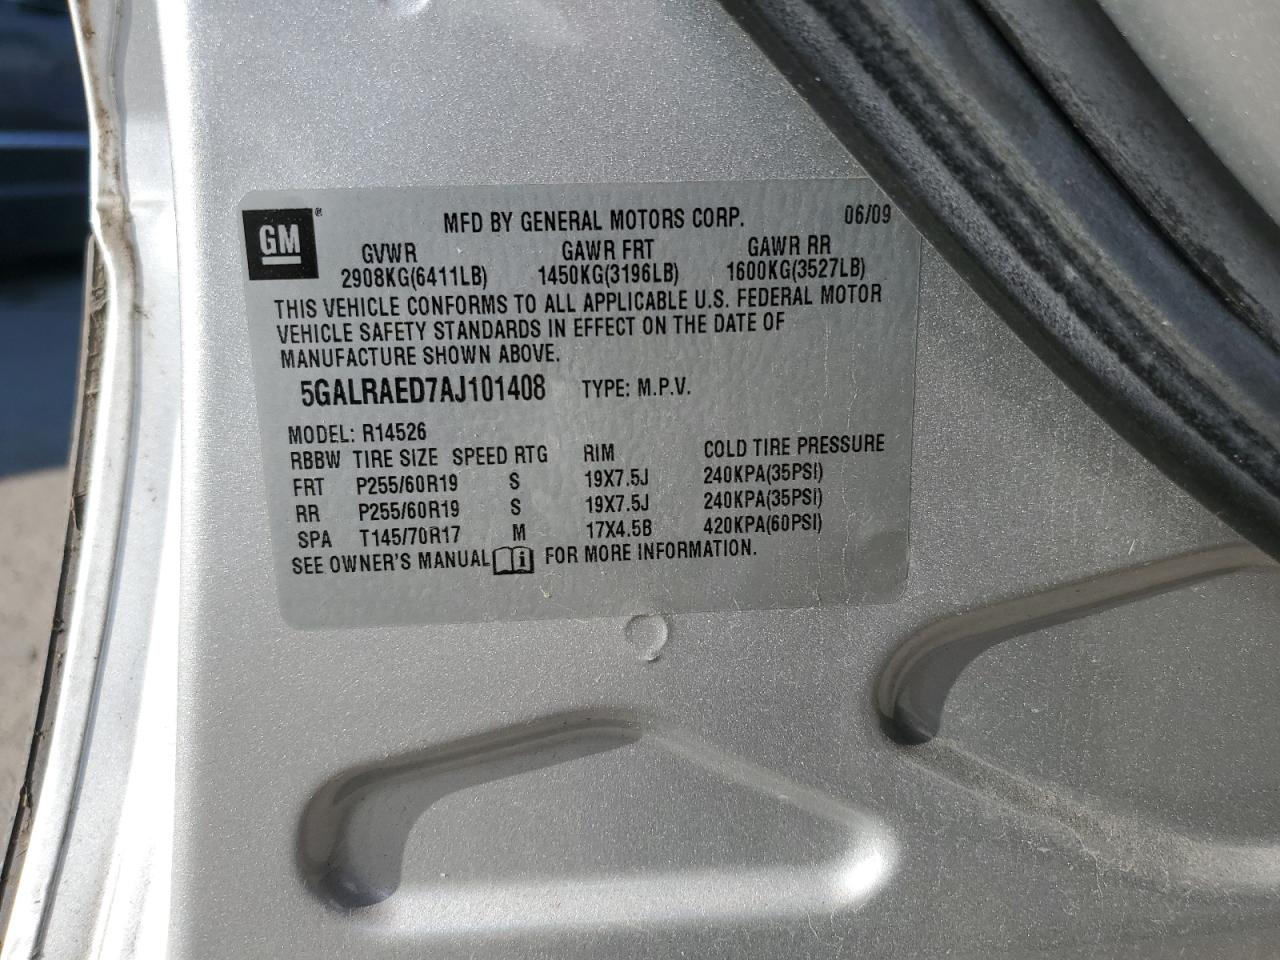 GM® MFD BY GENERAL MOTORS CORP. 06/09
GVWR GAWR FRT GAWR RR
2908KG(6411LB) 1450KG(3196LB) 1600KG(3527LB)
THIS VEHICLE CONFORMS TO ALL APPLICABLE U.S. FEDERAL MOTOR
VEHICLE SAFETY STANDARDS IN EFFECT ON THE DATE OF
MANUFACTURE SHOWN ABOVE.
5GALRAED7AJ101408 TYPE: M.P.V.
MODEL: R14526
RBBW TIRE SIZE SPEED RTG RIM COLD TIRE PRESSURE
FRT P255/60R19 S 19X7.5J 240KPA(35PSI)
RR P255/60R19 S 19X7.5J 240KPA(35PSI)
SPA T145/70R17 M 17X4.5B 420KPA(60PSI)
SEE OWNER'S MANUAL i FOR MORE INFORMATION.